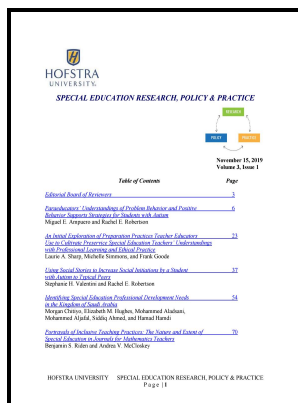 HOFSTRA
UNIVERSITY.
SPECIAL EDUCATION RESEARCH, POLICY & PRACTICE
RESEARCH
POLICY
PRACTICE
November 15, 2019
Volume 3, Issue 1
Table of Contents Page
Editorial Board of Reviewers 3
Paraeducators' Understandings of Problem Behavior and Positive 6
Behavior Supports Strategies for Students with Autism
Miguel E. Ampuero and Rachel E. Robertson
An Initial Exploration of Preparation Practices Teacher Educators 23
Use to Cultivate Preservice Special Education Teachers' Understandings
with Professional Learning and Ethical Practice
Laurie A. Sharp, Michelle Simmons, and Frank Goode
Using Social Stories to Increase Social Initiations by a Student 37
with Autism to Typical Peers
Stephanie H. Valentini and Rachel E. Robertson
Identifying Special Education Professional Development Needs 54
in the Kingdom of Saudi Arabia
Morgan Chitiyo, Elizabeth M. Hughes, Mohammed Aladsani,
Mohammed Aljafal, Siddiq Ahmed, and Hamad Hamdi
Portrayals of Inclusive Teaching Practices: The Nature and Extent of 70
Special Education in Journals for Mathematics Teachers
Benjamin S. Riden and Andrea V. McCloskey
HOFSTRA UNIVERSITY SPECIAL EDUCATION RESEARCH, POLICY & PRACTICE
Page | 1